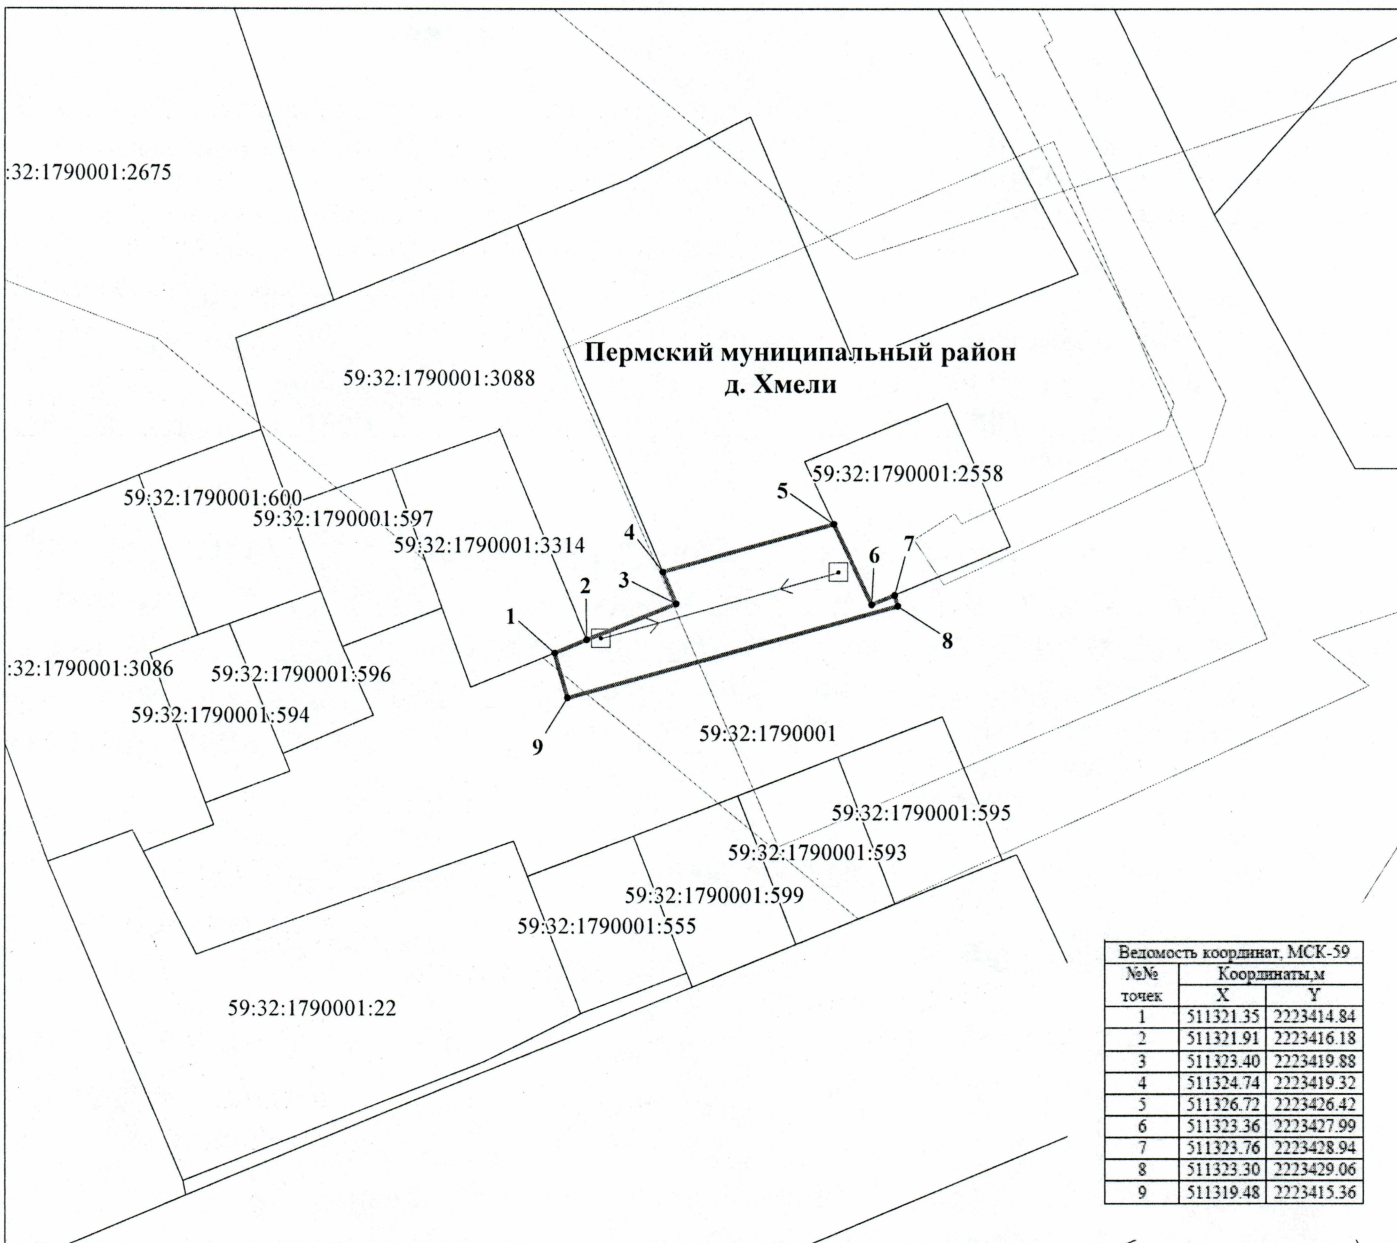 :32:1790001:2675
Пермский муниципальный район
д. Хмели
59:32:1790001:3088
59:32:1790001:2558
59:32:1790001:600
59:32:1790001:597
59:32:1790001:3314
5
4
6
7
3
2
1
8
9
:32:1790001:3086
59:32:1790001:596
59:32:1790001:594
59:32:1790001
59:32:1790001:595
59:32:1790001:593
59:32:1790001:599
59:32:1790001:555
59:32:1790001:22
Ведомость координат, МСК-59
№№ точек Координаты,м
X Y
1 511321.35 2223414.84
2 511321.91 2223416.18
3 511323.40 2223419.88
4 511324.74 2223419.32
5 511326.72 2223426.42
6 511323.36 2223427.99
7 511323.76 2223428.94
8 511323.30 2223429.06
9 511319.48 2223415.36